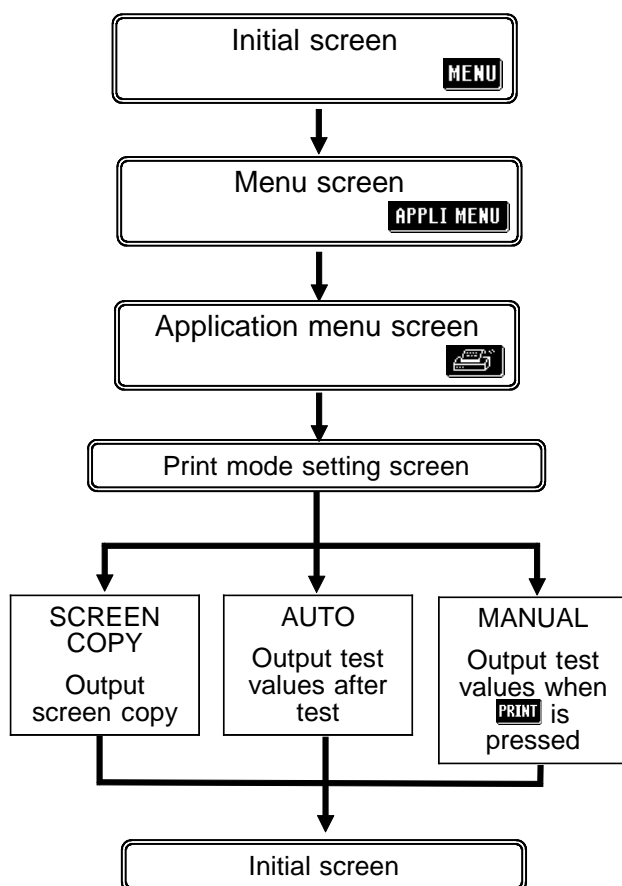 Initial screen
MENU
Menu screen
APPLI MENU
Application menu screen
Print mode setting screen
SCREEN
COPY
Output
screen copy
AUTO
Output test
values after
test
MANUAL
Output test
values when
PRINT is
pressed
Initial screen